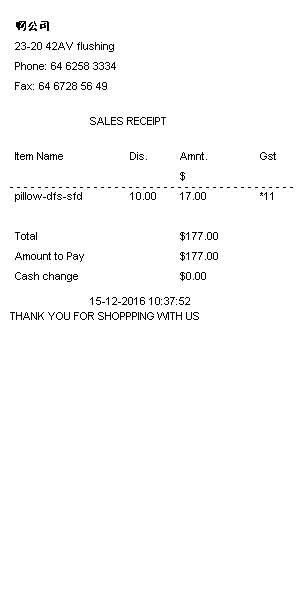 公司
23-20 42AV flushing
Phone: 64 6258 3334
Fax: 64 6728 56 49
SALES RECEIPT
Item Name Dis. Amnt. Gst
$
pillow-dfs-sfd 10.00 17.00 *11
Total $177.00
Amount to Pay $177.00
Cash change $0.00
15-12-2016 10:37:52
THANK YOU FOR SHOPPPING WITH US